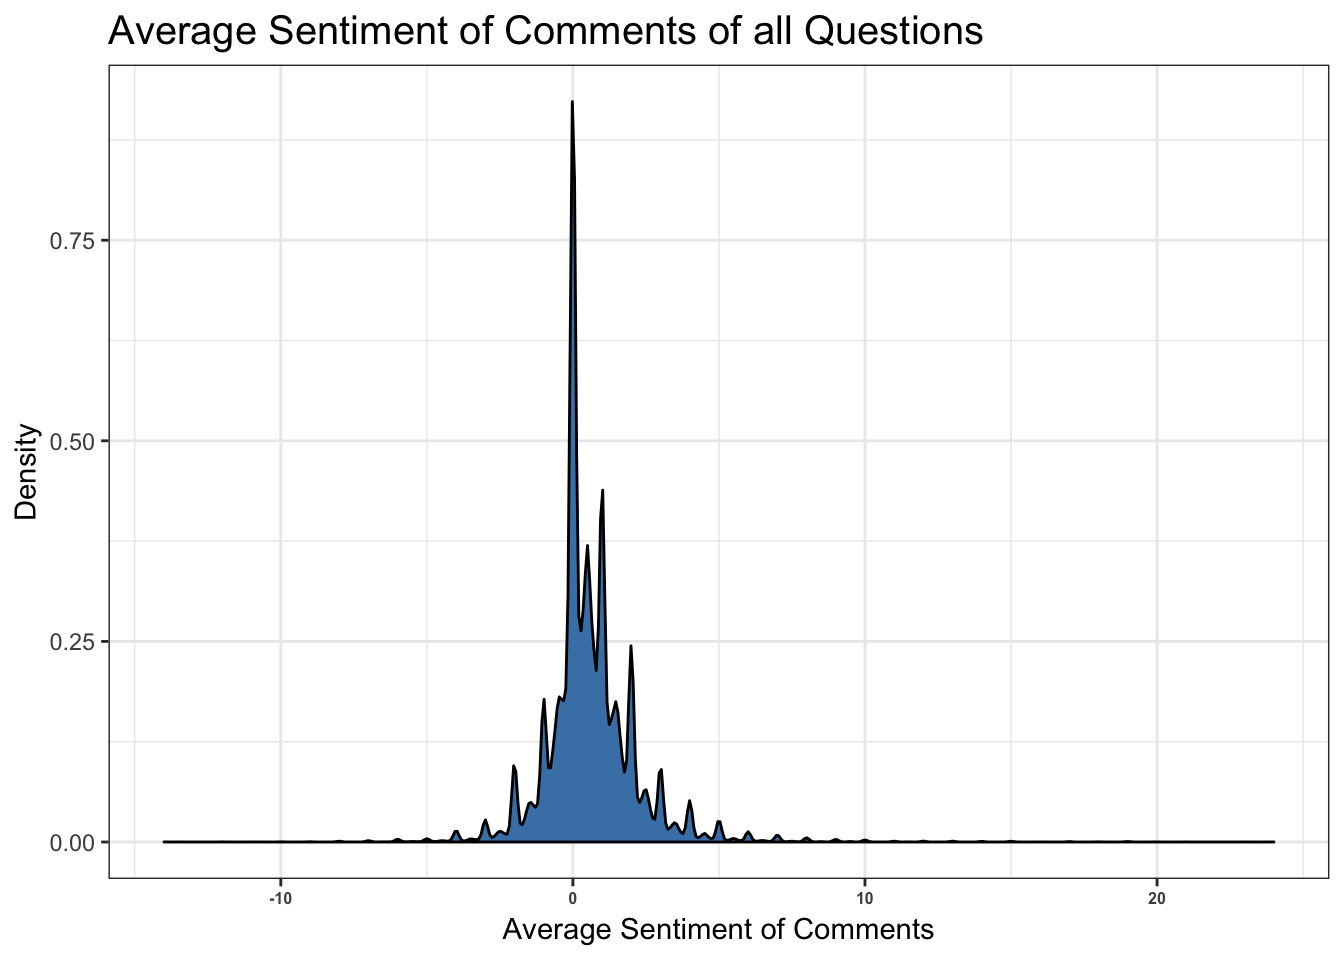 Average Sentiment of Comments of all Questions
Density
0.75
0.50
0.25
0.00
-10 0 10 20
Average Sentiment of Comments